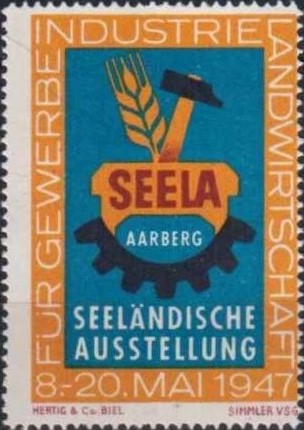 FÜR GEWERBE
INDUSTRIE
LANDWIRTSCHAFT
SEELA
AARBERG
SEELÄNDISCHE
AUSSTELLUNG
8.-20. MAI 1947
HERTIG & Co. BIEL
SIMMLER VSG